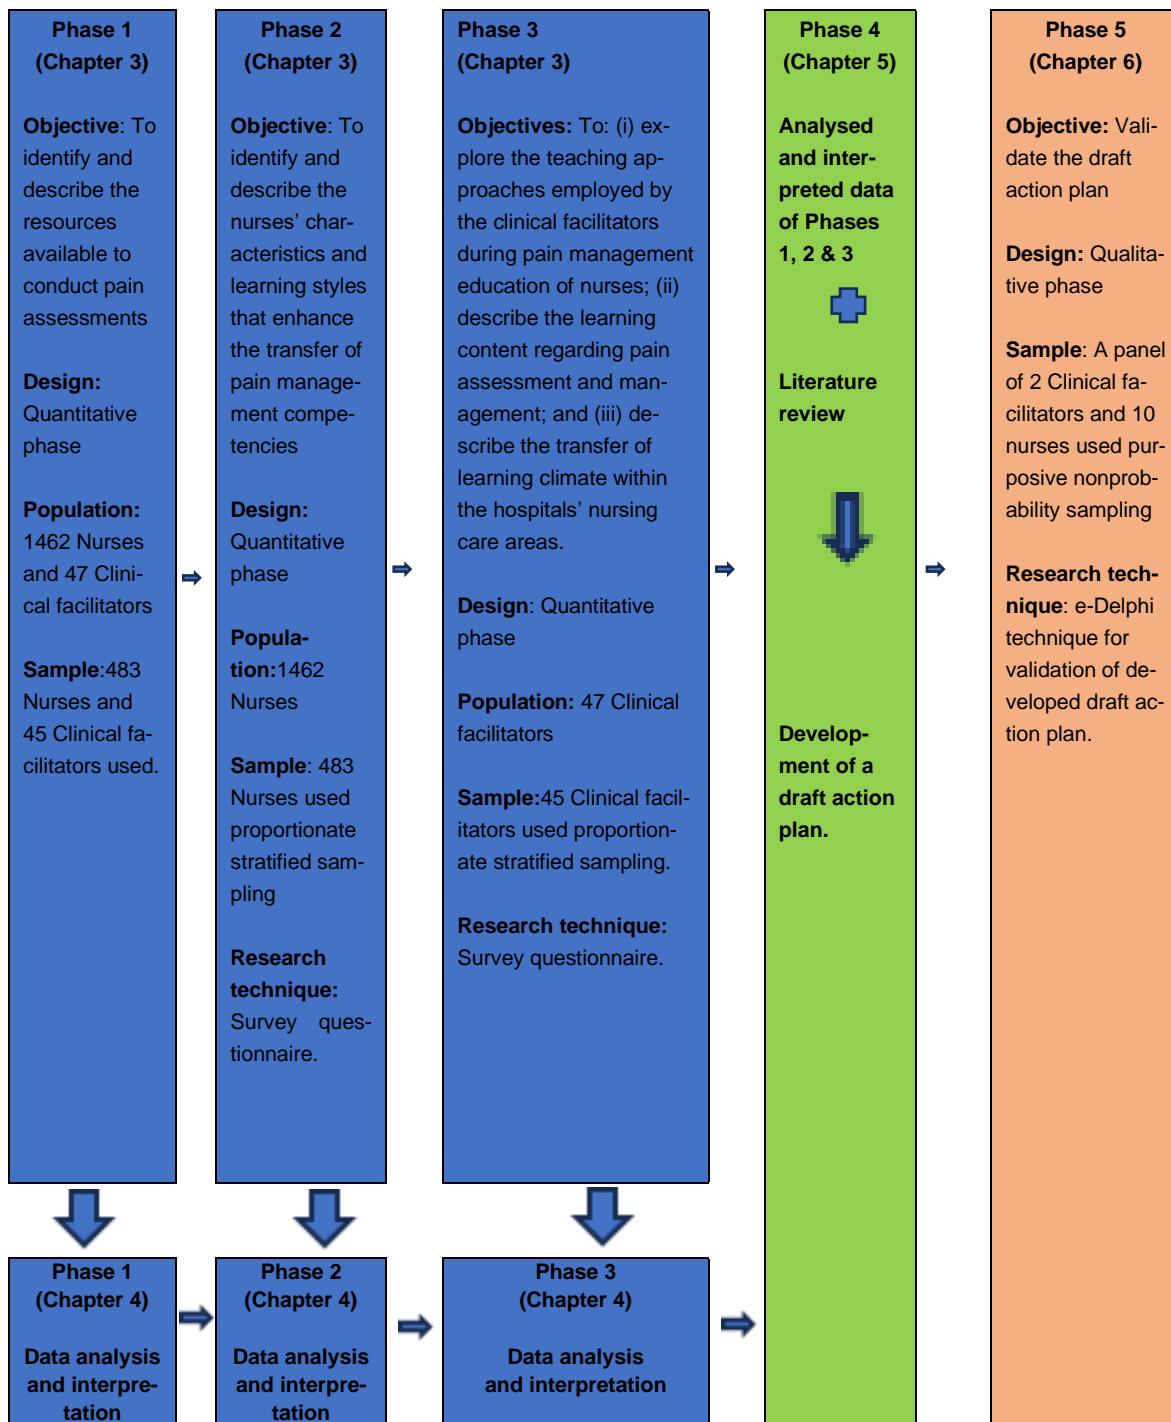 Phase 1
(Chapter 3)
Objective: To
identify and
describe the
resources
available to
conduct pain
assessments
Design:
Quantitative
phase
Population:
1462 Nurses
and 47 Clini-
cal facilitators
Sample:483
Nurses and
45 Clinical fa-
cilitators used.
Phase 2
(Chapter 3)
Objective: To
identify and
describe the
nurses’ char-
acteristics and
learning styles
that enhance
the transfer of
pain manage-
ment compe-
tencies
Design:
Quantitative
phase
Popula-
tion:1462
Nurses
Sample: 483
Nurses used
proportionate
stratified sam-
pling
Research
technique:
Survey ques-
tionnaire.
Phase 3
(Chapter 3)
Objectives: To: (i) ex-
plore the teaching ap-
proaches employed by
the clinical facilitators
during pain management
education of nurses; (ii)
describe the learning
content regarding pain
assessment and man-
agement; and (iii) de-
scribe the transfer of
learning climate within
the hospitals’ nursing
care areas.
Design: Quantitative
phase
Population: 47 Clinical
facilitators
Sample:45 Clinical facil-
itators used proportion-
ate stratified sampling.
Research technique:
Survey questionnaire.
Phase 4
(Chapter 5)
Analysed
and inter-
preted data
of Phases
1, 2 & 3
Literature
review
Develop-
ment of a
draft action
plan.
Phase 5
(Chapter 6)
Objective: Vali-
date the draft
action plan
Design: Qualita-
tive phase
Sample: A panel
of 2 Clinical fa-
cilitators and 10
nurses used pur-
posive nonprob-
ability sampling
Research tech-
nique: e-Delphi
technique for
validation of de-
veloped draft ac-
tion plan.
Phase 1
(Chapter 4)
Data analysis
and interpre-
tation
Phase 2
(Chapter 4)
Data analysis
and interpre-
tation
Phase 3
(Chapter 4)
Data analysis
and interpretation